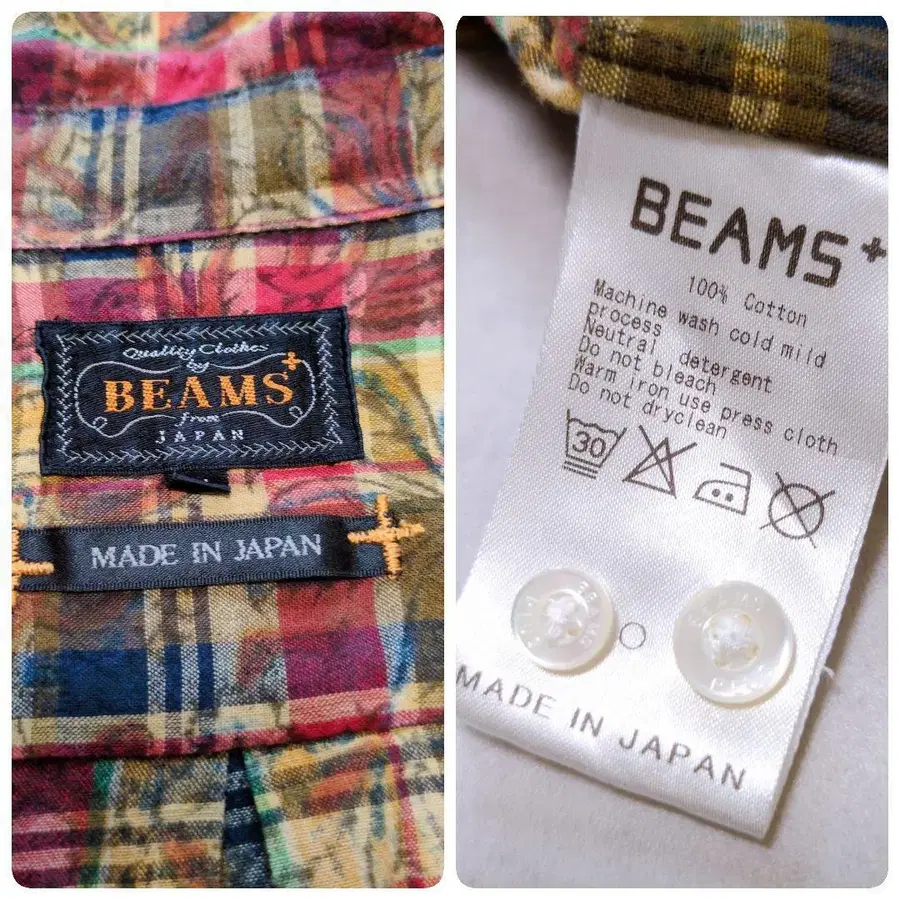 Quality Clothes
by
BEAMS+
from
JAPAN
MADE IN JAPAN
BEAMS+
100% Cotton
Machine wash cold mild
process
Neutral detergent
Do not bleach
Warm iron use press cloth
Do not dryclean
30
MADE IN JAPAN